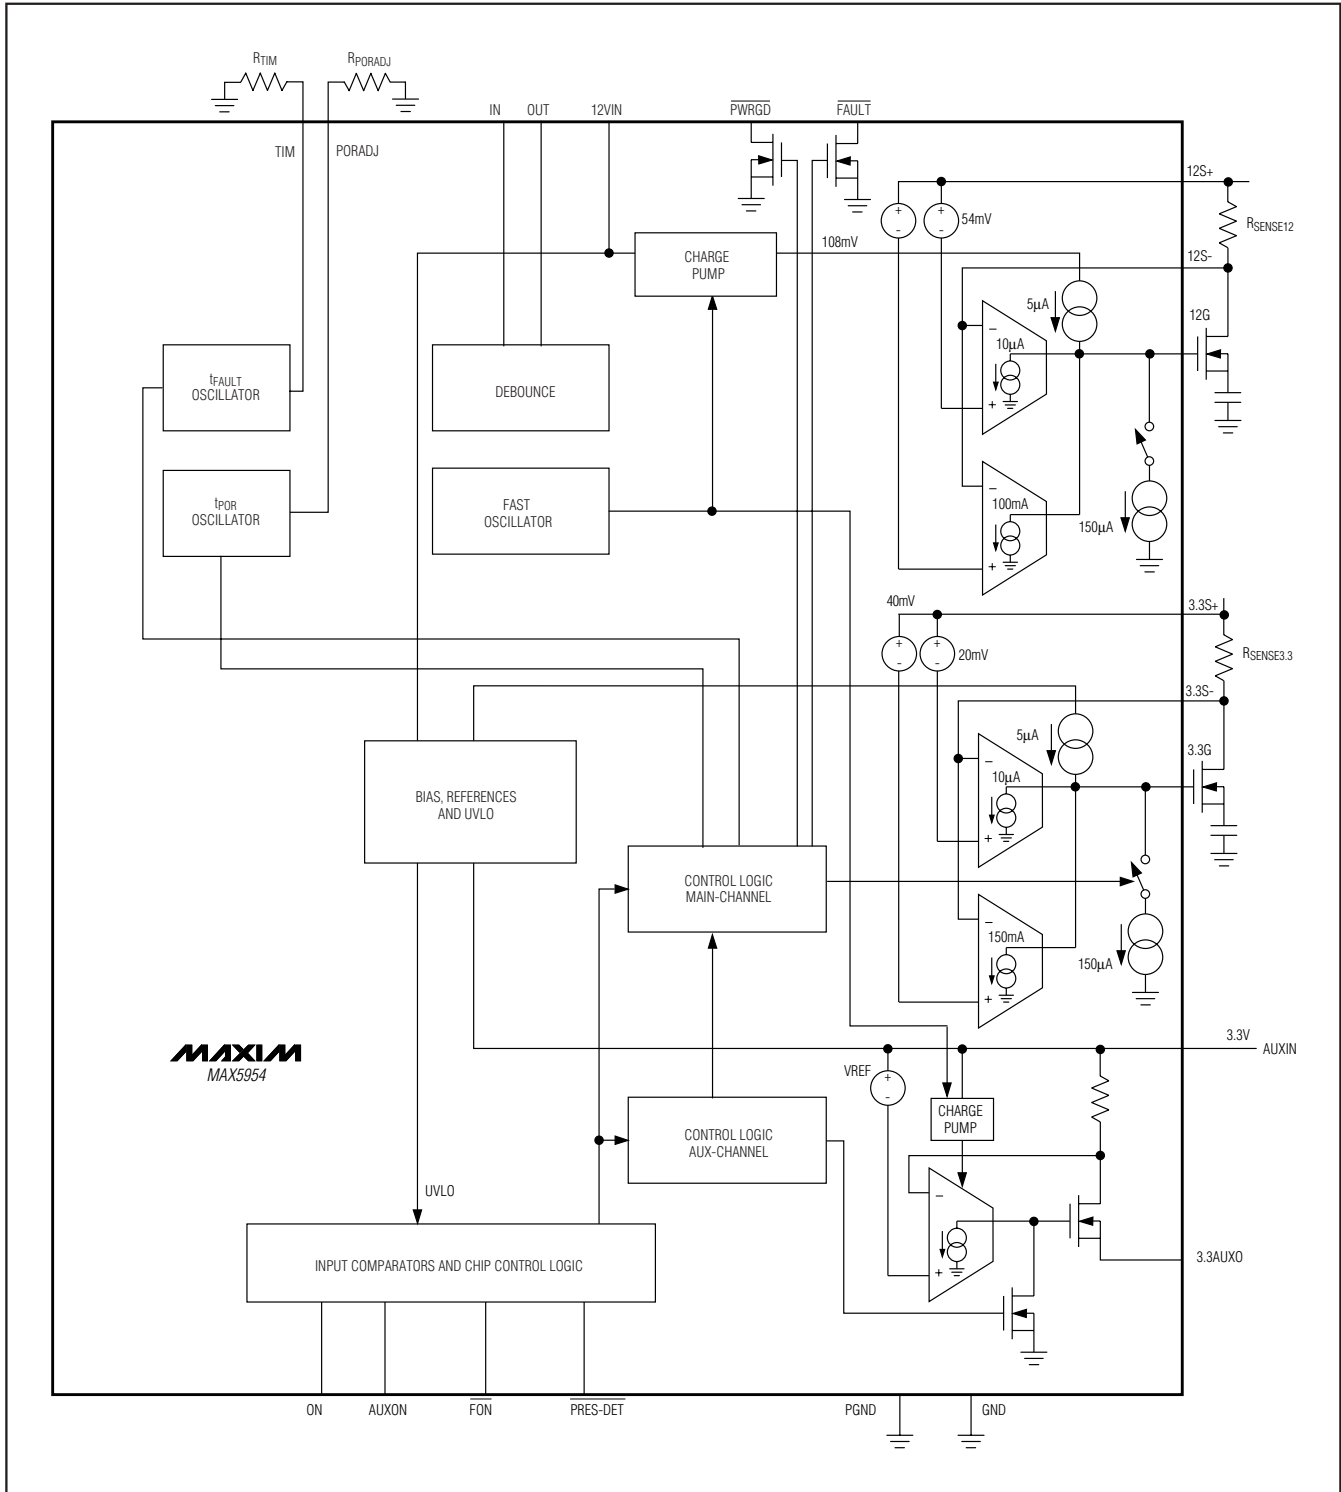 RTIM
RPORADJ
IN
OUT
12VIN
PWRGD
FAULT
TIM
PORADJ
12S+
54mV
RSENSE12
108mV
CHARGE
PUMP
12S-
5µA
12G
10µA
tFAULT
OSCILLATOR
DEBOUNCE
tPOR
OSCILLATOR
FAST
OSCILLATOR
100mA
150µA
40mV
3.3S+
20mV
RSENSE3.3
3.3S-
5µA
3.3G
10µA
BIAS, REFERENCES
AND UVLO
CONTROL LOGIC
MAIN-CHANNEL
150mA
150µA
3.3V
AUXIN
MAXIM
MAX5954
VREF
CHARGE
PUMP
CONTROL LOGIC
AUX-CHANNEL
UVLO
INPUT COMPARATORS AND CHIP CONTROL LOGIC
3.3AUXO
ON
AUXON
FON
PRES-DET
PGND
GND